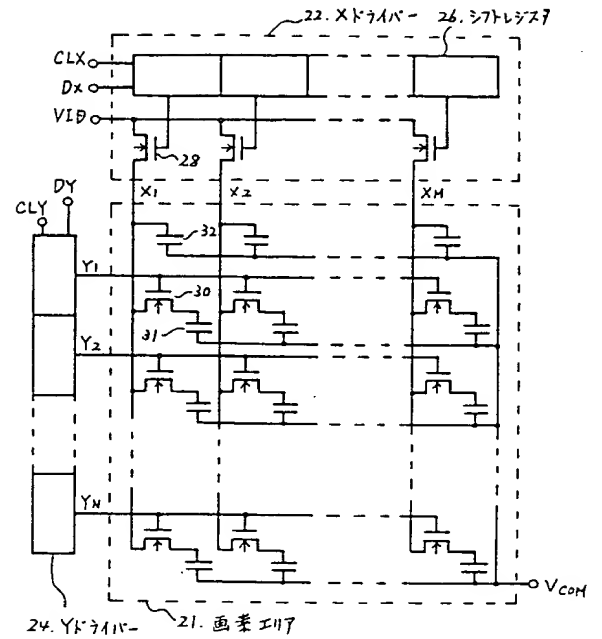 22. Xドライバー
26. シフトレジスタ
CLX
DX
VID
28
X1
X2
XM
DY
CLY
32
Y1
30
31
Y2
YN
VCOM
24. Yドライバー
21. 画素エリア